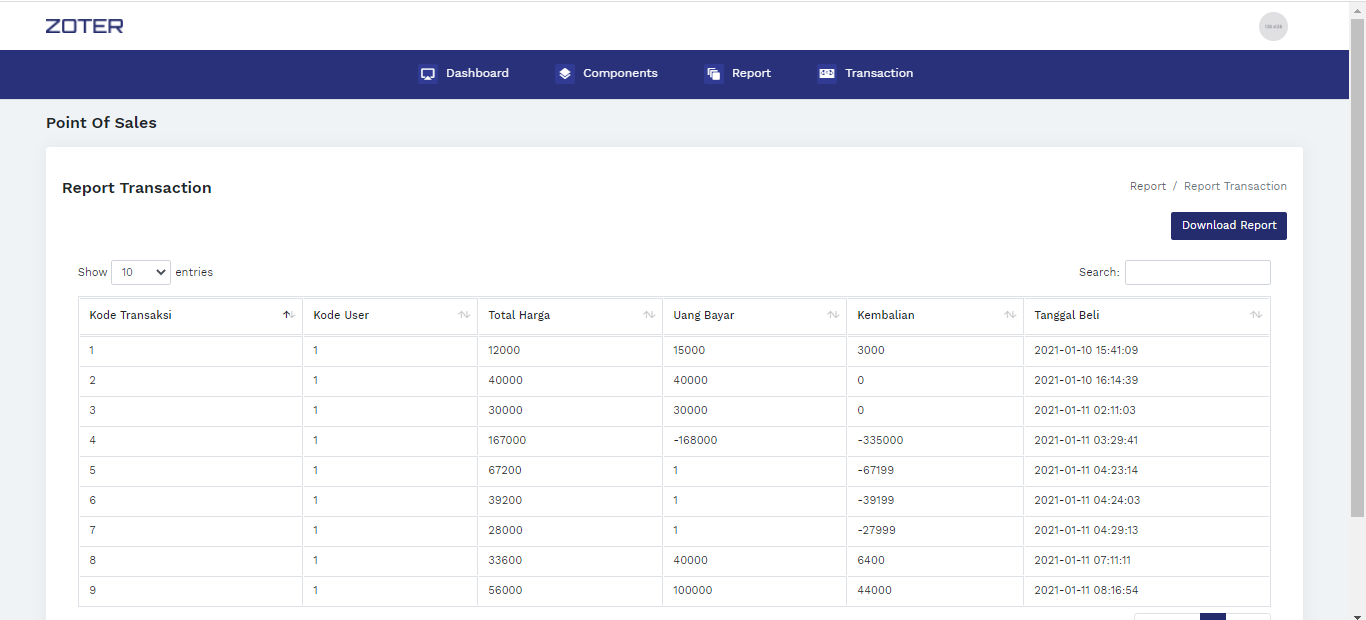 ZOTER
Dashboard Components Report Transaction
Point Of Sales
Report Transaction
Report / Report Transaction
Download Report
Show 10 entries
Search:
Kode Transaksi Kode User Total Harga Uang Bayar Kembalian Tanggal Beli
1 1 12000 15000 3000 2021-01-10 15:41:09
2 1 40000 40000 0 2021-01-10 16:14:39
3 1 30000 30000 0 2021-01-11 02:11:03
4 1 167000 -168000 -335000 2021-01-11 03:29:41
5 1 67200 1 -67199 2021-01-11 04:23:14
6 1 39200 1 -39199 2021-01-11 04:24:03
7 1 28000 1 -27999 2021-01-11 04:29:13
8 1 33600 40000 6400 2021-01-11 07:11:11
9 1 56000 100000 44000 2021-01-11 08:16:54